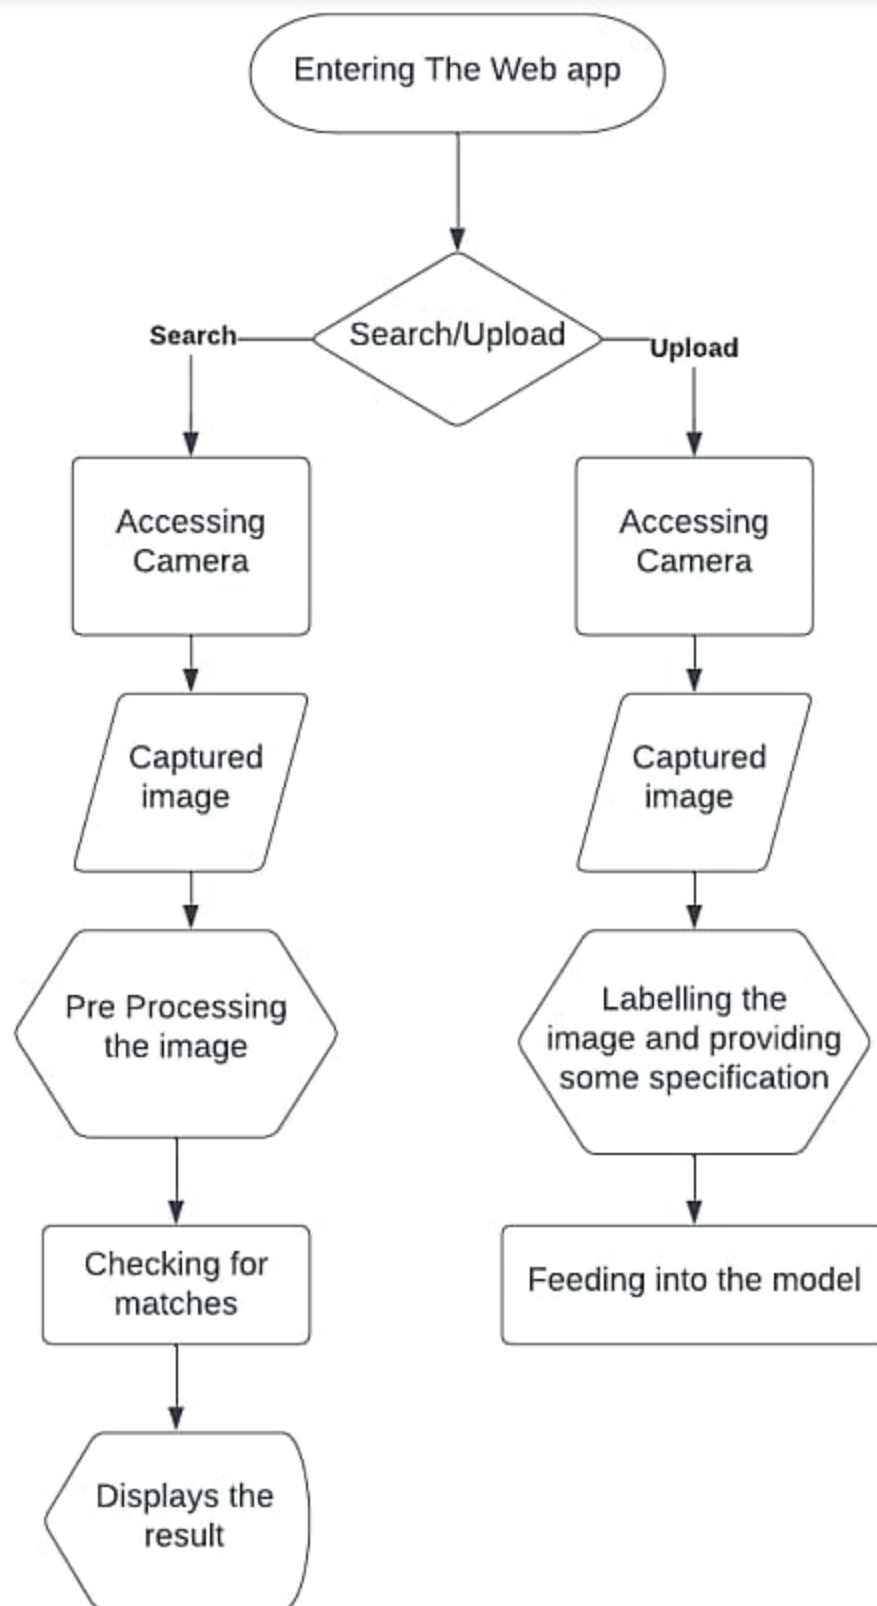 Entering The Web app
Search/Upload
Search
Upload
Accessing
Camera
Accessing
Camera
Captured
image
Captured
image
Pre Processing
the image
Labelling the
image and providing
some specification
Checking for
matches
Feeding into the model
Displays the
result